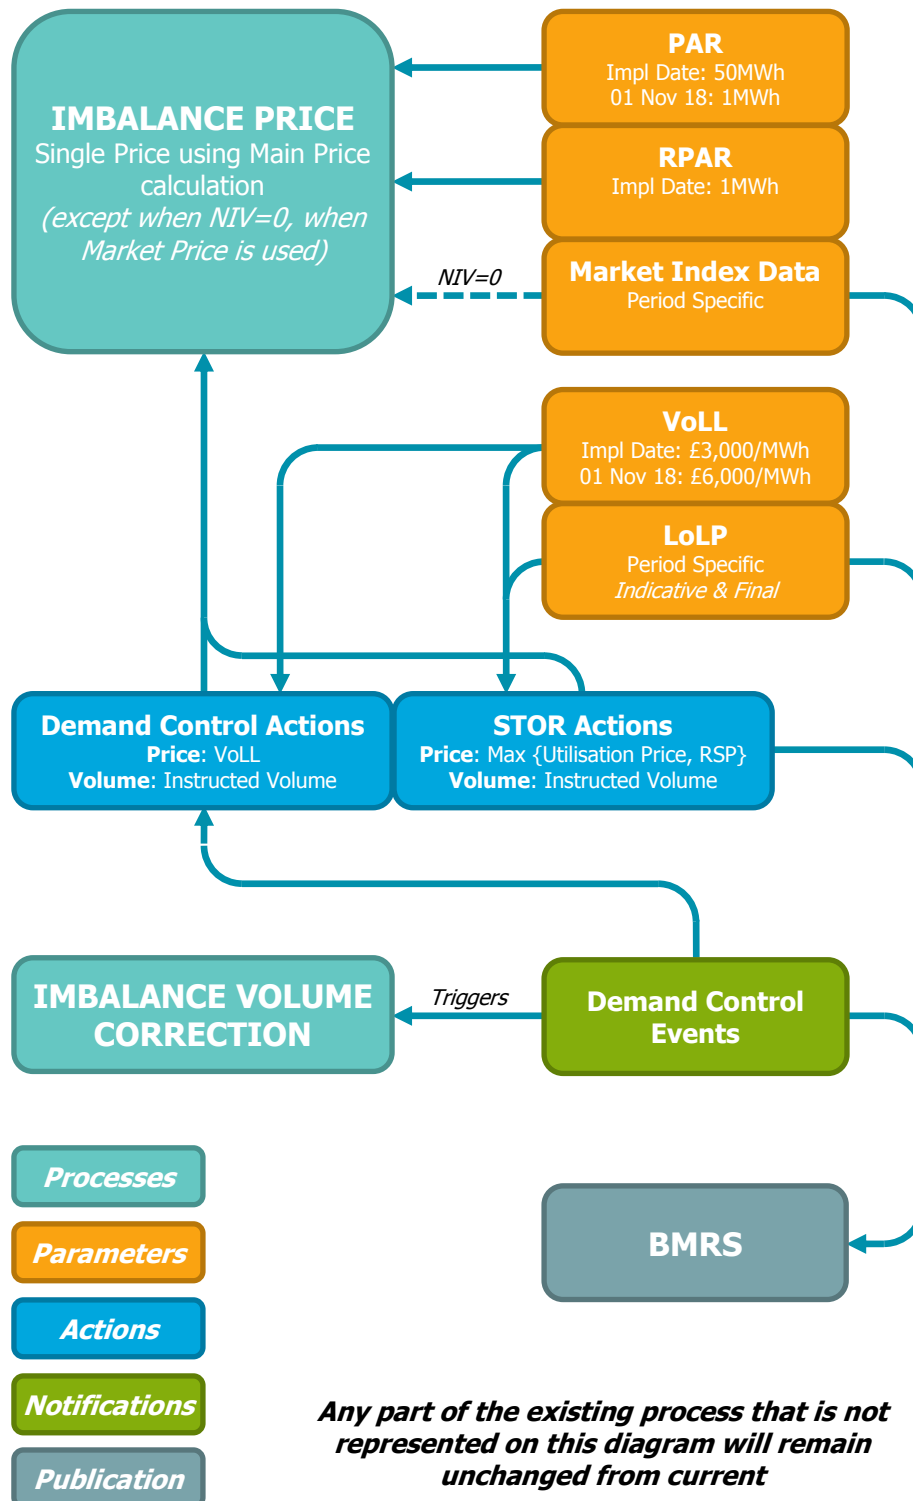 IMBALANCE PRICE
Single Price using Main Price
calculation
(except when NIV=0, when
Market Price is used)
PAR
Impl Date: 50MWh
01 Nov 18: 1MWh
RPAR
Impl Date: 1MWh
NIV=0
Market Index Data
Period Specific
VoLL
Impl Date: £3,000/MWh
01 Nov 18: £6,000/MWh
LoLP
Period Specific
Indicative & Final
Demand Control Actions
Price: VoLL
Volume: Instructed Volume
STOR Actions
Price: Max {Utilisation Price, RSP}
Volume: Instructed Volume
IMBALANCE VOLUME
CORRECTION
Triggers
Demand Control
Events
Processes
Parameters
Actions
Notifications
Publication
BMRS
Any part of the existing process that is not
represented on this diagram will remain
unchanged from current